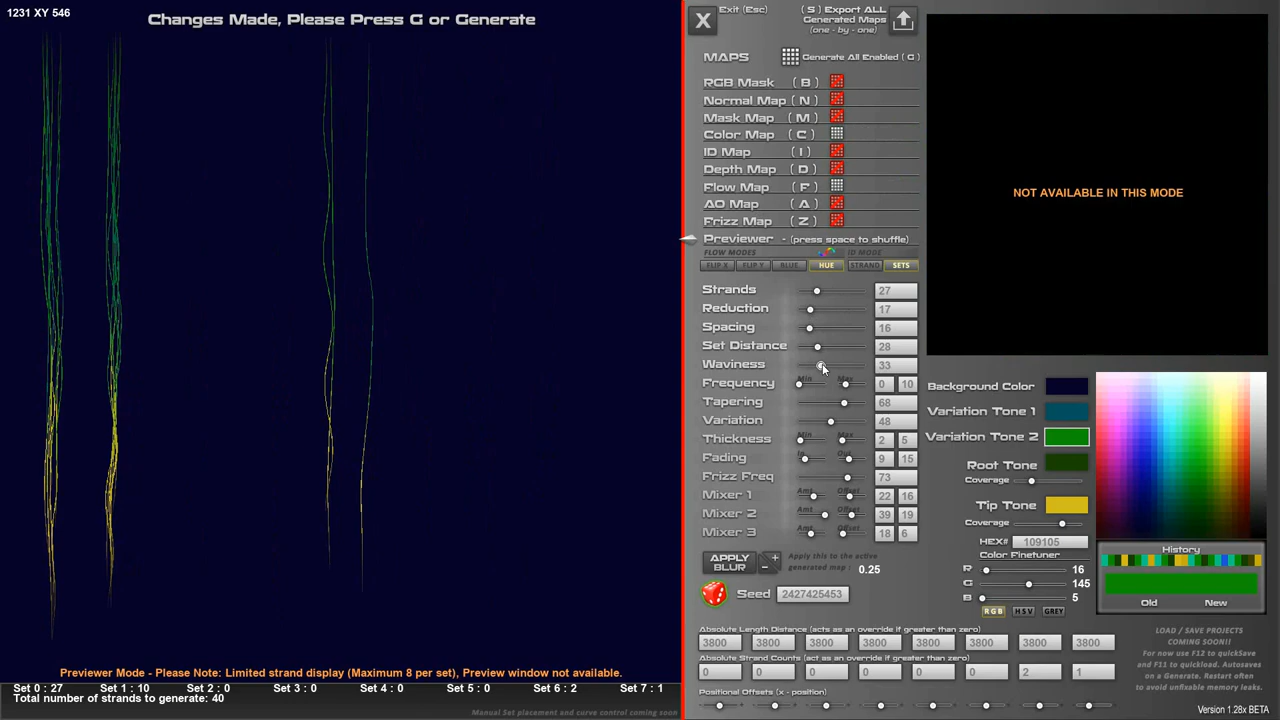 1231 XY 546
Changes Made, Please Press G or Generate
X Exit (Esc)
( S ) Export ALL
Generated Maps
(one - by - one)
MAPS Generate All Enabled ( G )
RGB Mask ( B )
Normal Map ( N )
Mask Map ( M )
Color Map ( C )
ID Map ( I )
Depth Map ( D )
Flow Map ( F )
AO Map ( A )
Frizz Map ( Z )
Previewer - (press space to shuffle)
FLOW MODES ID MODE
FLIP X FLIP Y BLUE HUE STRAND SETS
NOT AVAILABLE IN THIS MODE
Strands 27
Reduction 17
Spacing 16
Set Distance 28
Waviness 33
Min Max
Frequency 0 10
Tapering 68
Variation 48
Min Max
Thickness 2 5
In Out
Fading 9 15
Frizz Freq 73
Amt Offset
Mixer 1 22 16
Amt Offset
Mixer 2 39 19
Amt Offset
Mixer 3 18 6
APPLY
BLUR
+
-
Apply this to the active
generated map : 0.25
Seed 2427425453
Background Color
Variation Tone 1
Variation Tone 2
Root Tone
Coverage
Tip Tone
Coverage
HEX# 109105
Color Finetuner
R 16
G 145
B 5
RGB HSV GREY
History
Old New
Absolute Length Distance (acts as an override if greater than zero)
3800 3800 3800 3800 3800 3800 3800 3800
Absolute Strand Counts (act as an override if greater than zero)
0 0 0 0 0 0 2 1
Positional Offsets (x - position)
LOAD / SAVE PROJECTS
COMING SOON!!
For now use F12 to quickSave
and F11 to quickload. Autosaves
on a Generate. Restart often
to avoid unfixable memory leaks.
Version 1.28x BETA
Previewer Mode - Please Note: Limited strand display (Maximum 8 per set), Preview window not available.
Set 0 : 27 Set 1 : 10 Set 2 : 0 Set 3 : 0 Set 4 : 0 Set 5 : 0 Set 6 : 2 Set 7 : 1
Total number of strands to generate: 40
Manual Set placement and curve control coming soon